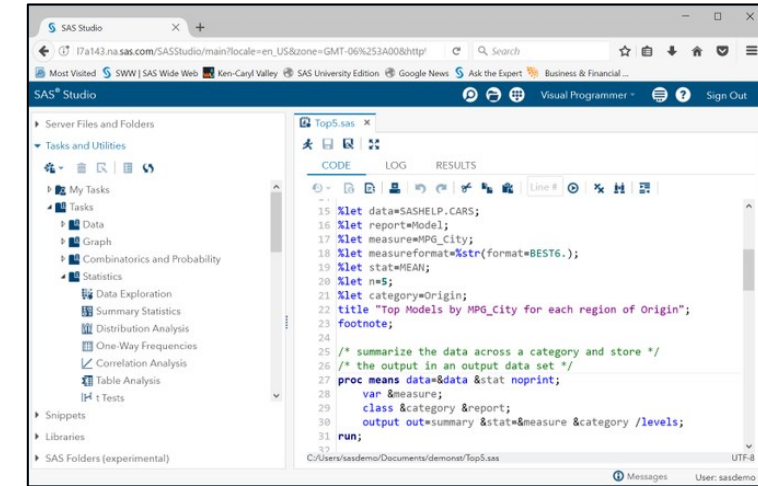 SAS Studio
17a143.na.sas.com/SASStudio/main?locale=en_US&zone=GMT-06%253A00&http!
Search
Most Visited SWW | SAS Wide Web Ken-Caryl Valley SAS University Edition Google News Ask the Expert Business & Financial ...
SAS® Studio
Visual Programmer
Sign Out
Server Files and Folders
Tasks and Utilities
My Tasks
Tasks
Data
Graph
Combinatorics and Probability
Statistics
Data Exploration
Summary Statistics
Distribution Analysis
One-Way Frequencies
Correlation Analysis
Table Analysis
t Tests
Snippets
Libraries
SAS Folders (experimental)
Top5.sas
CODE LOG RESULTS
Line #
15 %let data=SASHELP.CARS;
16 %let report=Model;
17 %let measure=MPG_City;
18 %let measureformat=%str(format=BEST6.);
19 %let stat=MEAN;
20 %let n=5;
21 %let category=Origin;
22 title "Top Models by MPG_City for each region of Origin";
23 footnote;
24
25 /* summarize the data across a category and store */
26 /* the output in an output data set */
27 proc means data=&data &stat noprint;
28 var &measure;
29 class &category &report;
30 output out=summary &stat=&measure &category /levels;
31 run;
32
C:/Users/sasdemo/Documents/demonst/Top5.sas
UTF-8
Messages
User: sasdemo